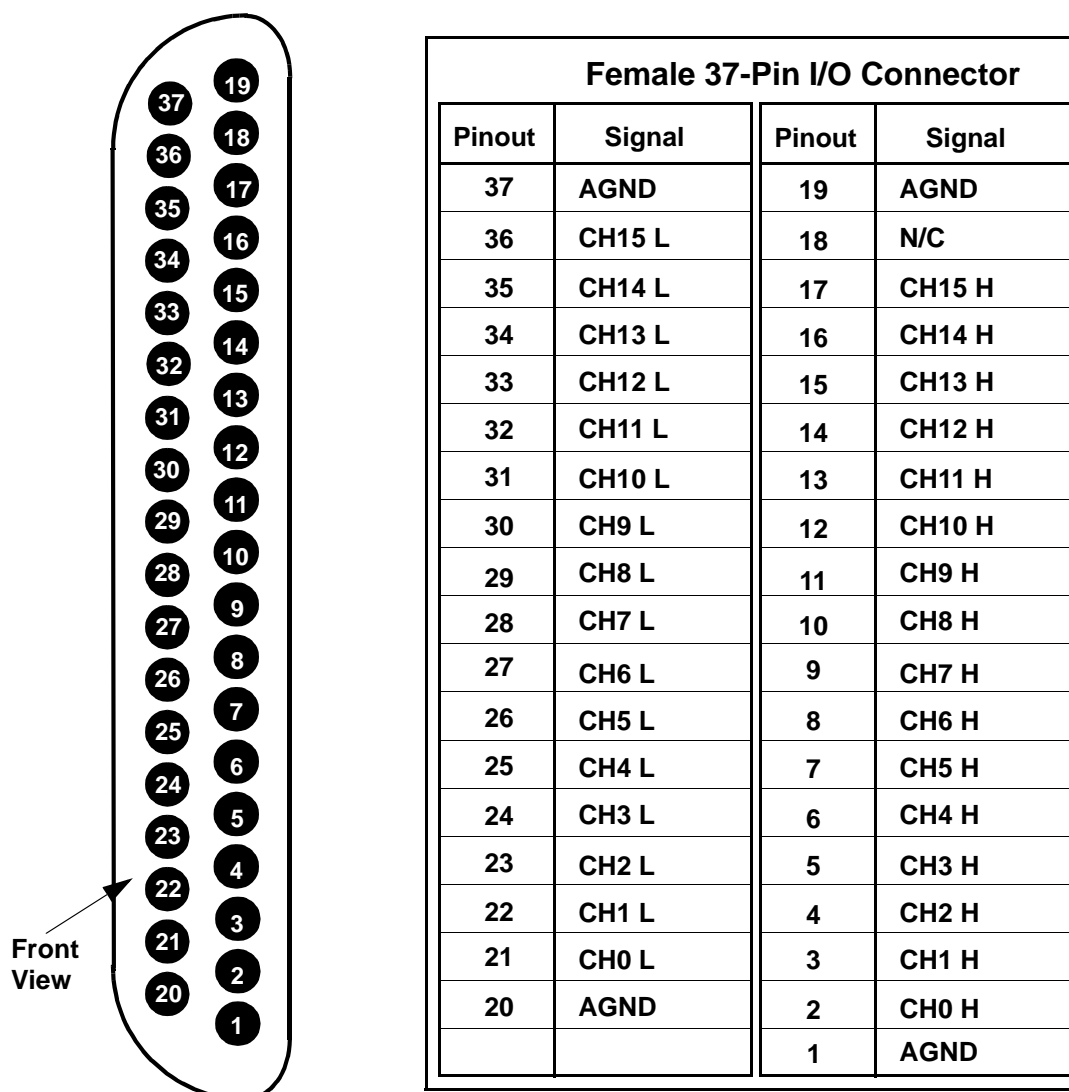 19
37
18
36
17
35
16
34
15
33
14
32
13
31
12
30
11
29
10
28
9
27
8
26
7
25
6
24
5
23
4
22
3
21
2
20
1
Front
View
Female 37-Pin I/O Connector
Pinout Signal Pinout Signal
37 AGND 19 AGND
36 CH15 L 18 N/C
35 CH14 L 17 CH15 H
34 CH13 L 16 CH14 H
33 CH12 L 15 CH13 H
32 CH11 L 14 CH12 H
31 CH10 L 13 CH11 H
30 CH9 L 12 CH10 H
29 CH8 L 11 CH9 H
28 CH7 L 10 CH8 H
27 CH6 L 9 CH7 H
26 CH5 L 8 CH6 H
25 CH4 L 7 CH5 H
24 CH3 L 6 CH4 H
23 CH2 L 5 CH3 H
22 CH1 L 4 CH2 H
21 CH0 L 3 CH1 H
20 AGND 2 CH0 H
1 AGND